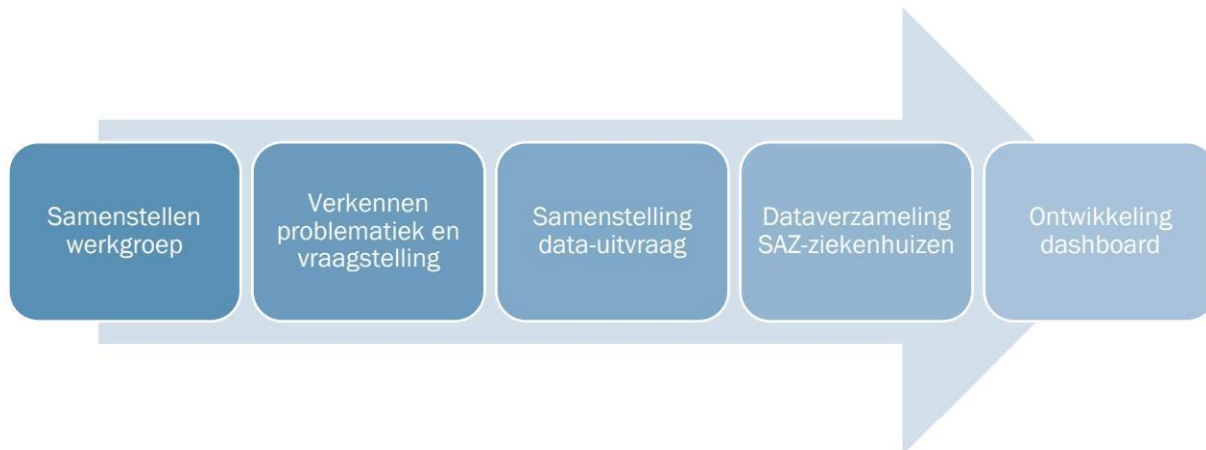 Samenstellen
werkgroep
Verkennen
problematiek en
vraagstelling
Samenstelling
data-uitvraag
Dataverzameling
SAZ-ziekenhuizen
Ontwikkeling
dashboard